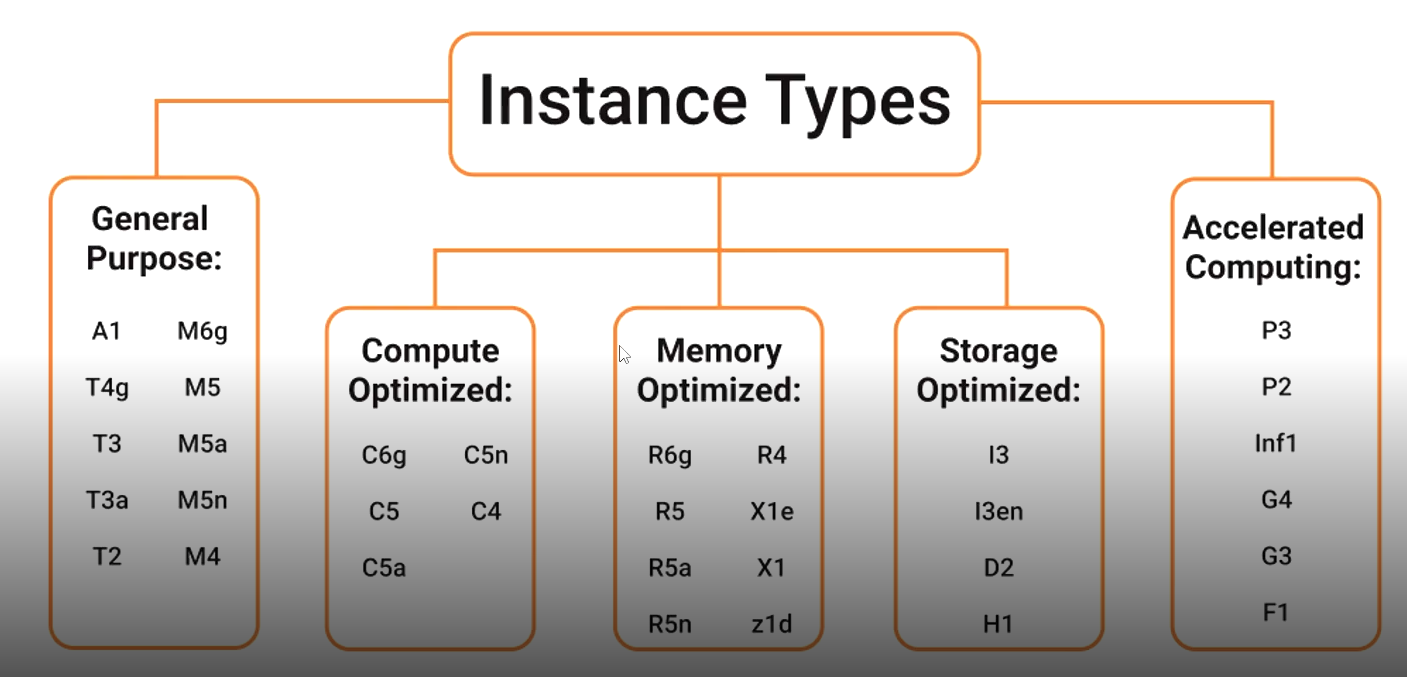 Instance Types
General
Purpose:
A1 M6g
T4g M5
T3 M5a
T3a M5n
T2 M4
Compute
Optimized:
C6g C5n
C5 C4
C5a
Memory
Optimized:
R6g R4
R5 X1e
R5a X1
R5n z1d
Storage
Optimized:
I3
I3en
D2
H1
Accelerated
Computing:
P3
P2
Inf1
G4
G3
F1